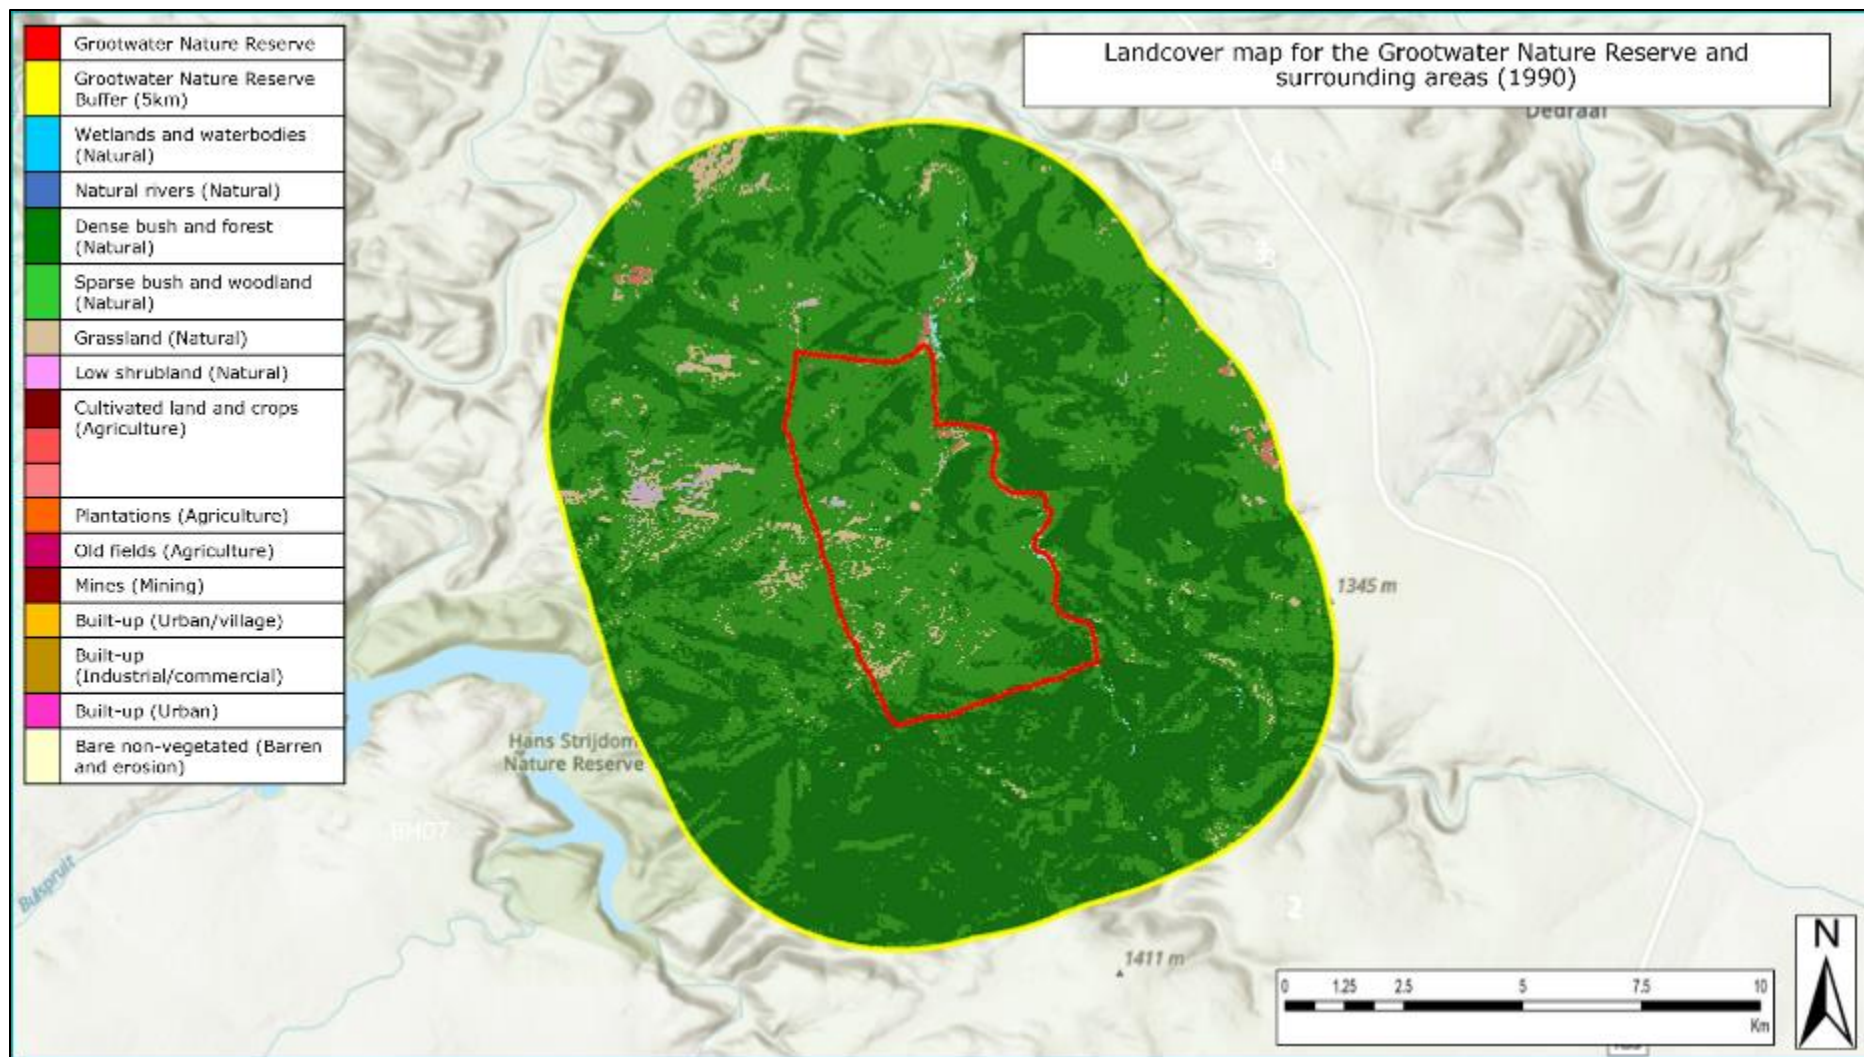 Grootwater Nature Reserve
Grootwater Nature Reserve
Buffer (5km)
Wetlands and waterbodies
(Natural)
Natural rivers (Natural)
Dense bush and forest
(Natural)
Sparse bush and woodland
(Natural)
Grassland (Natural)
Low shrubland (Natural)
Cultivated land and crops
(Agriculture)
Plantations (Agriculture)
Old fields (Agriculture)
Mines (Mining)
Built-up (Urban/village)
Built-up
(Industrial/commercial)
Built-up (Urban)
Bare non-vegetated (Barren
and erosion)
Landcover map for the Grootwater Nature Reserve and
surrounding areas (1990)
Dedraai
4
1345 m
Hans Strijdom
Nature Reserve
BH07
Bulspruit
2
1411 m
N
0 1.25 2.5 5 7.5 10
Km